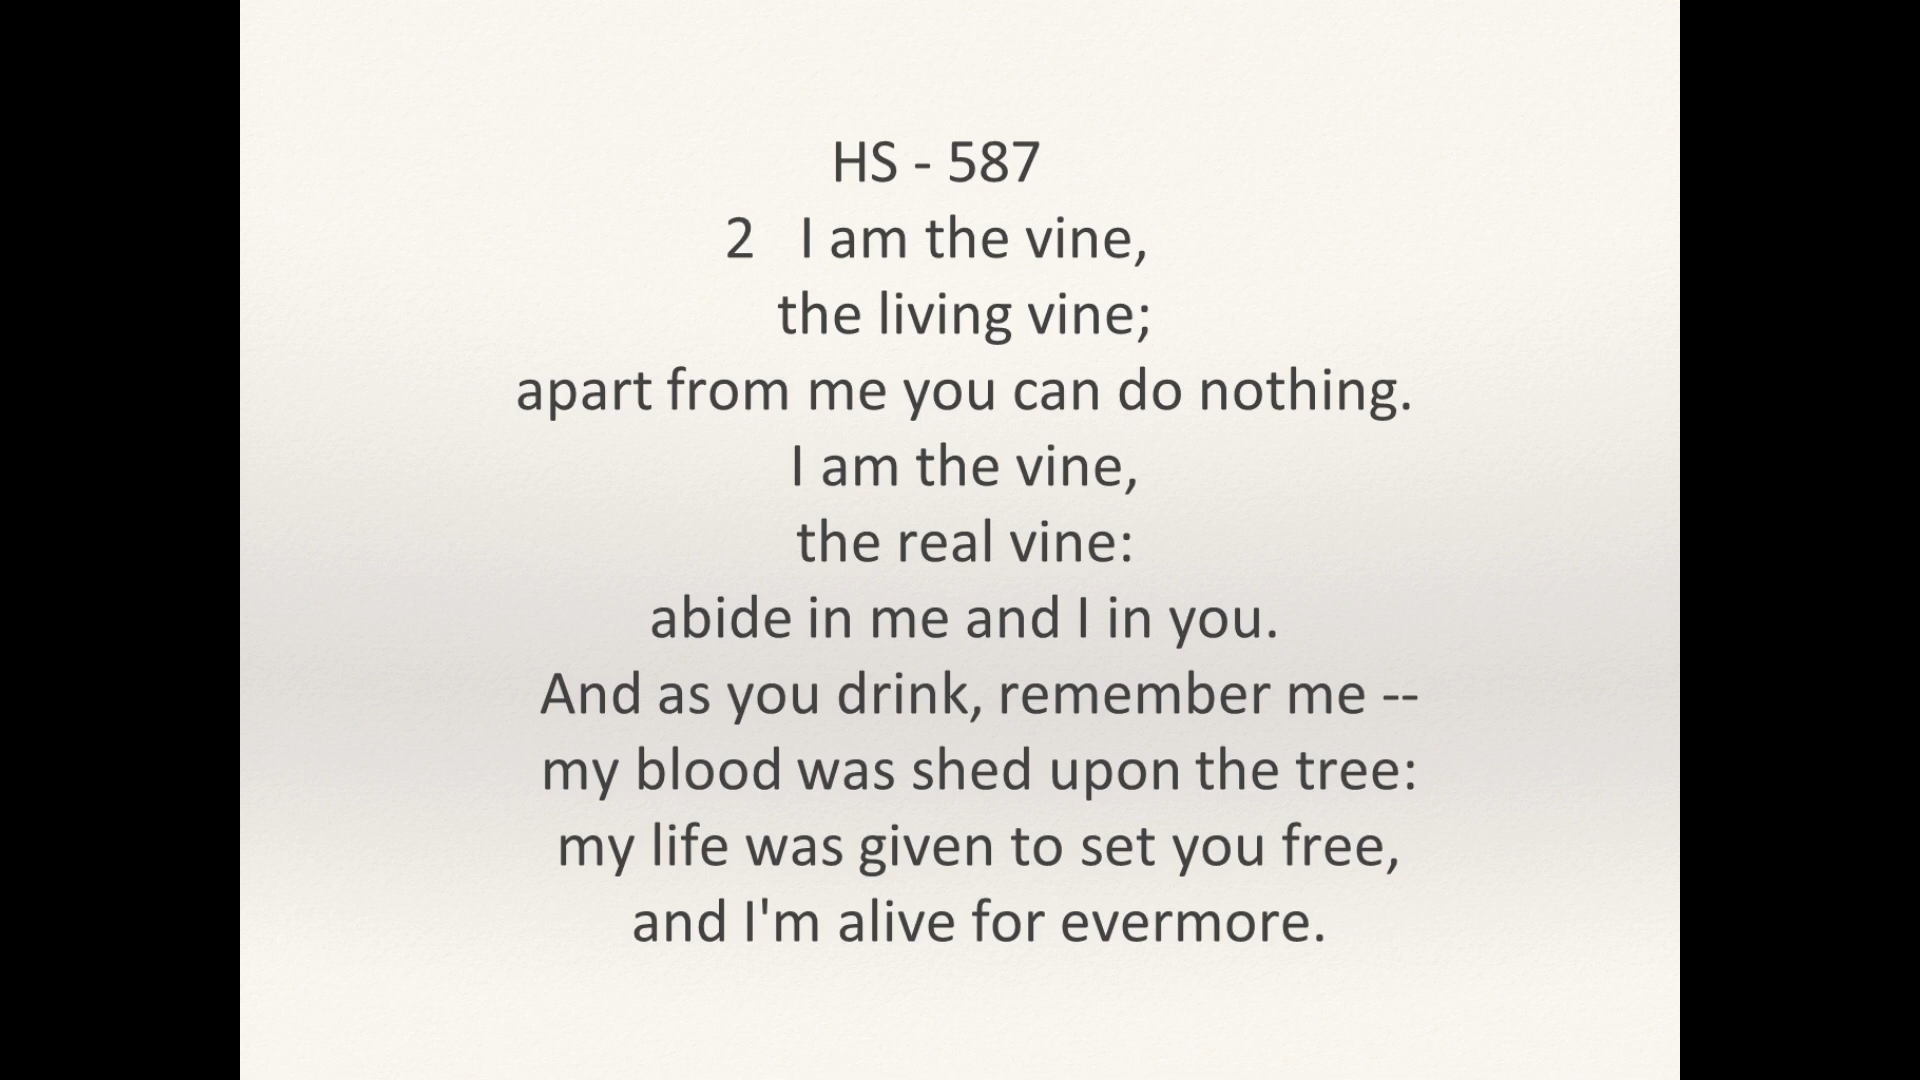 HS - 587
2   I am the vine,
the living vine;
apart from me you can do nothing.
I am the vine,
the real vine:
abide in me and I in you.
And as you drink, remember me --
my blood was shed upon the tree:
my life was given to set you free,
and I'm alive for evermore.